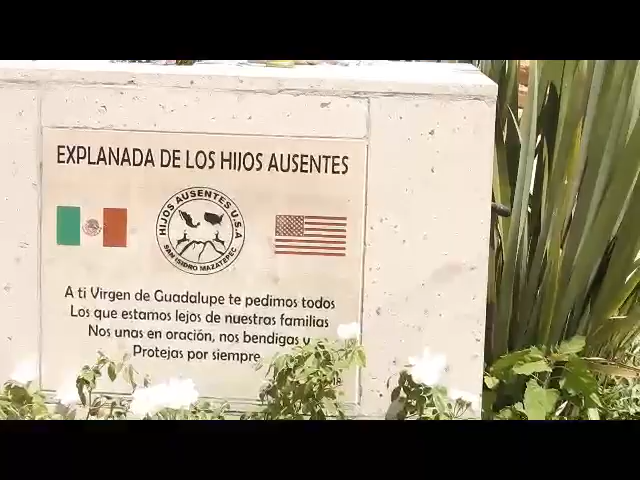 EXPLANADA DE LOS HIJOS AUSENTES
HIJOS AUSENTES U.S.A
SAN ISIDRO MAZATEPEC
A ti Virgen de Guadalupe te pedimos todos
Los que estamos lejos de nuestras familias
Nos unas en oración, nos bendigas y
Protejas por siempre